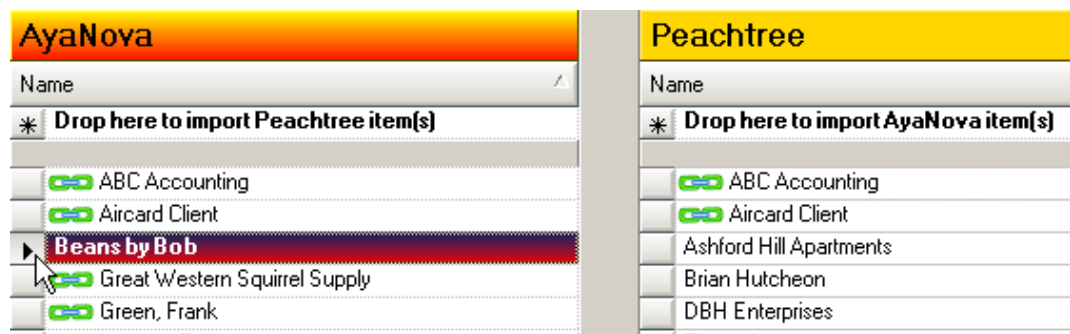 AyaNova
Name
Drop here to import Peachtree item(s)
ABC Accounting
Aircard Client
Beans by Bob
Great Western Squirrel Supply
Green, Frank
Peachtree
Name
Drop here to import AyaNova item(s)
ABC Accounting
Aircard Client
Ashford Hill Apartments
Brian Hutcheon
DBH Enterprises